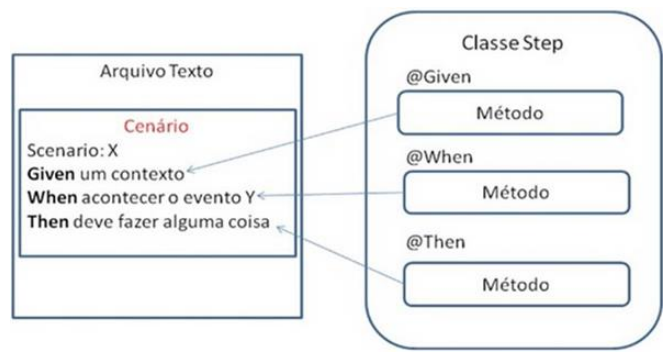 Arquivo Texto
Cenário
Scenario: X
Given um contexto
When acontecer o evento Y
Then deve fazer alguma coisa
Classe Step
@Given
Método
@When
Método
@Then
Método